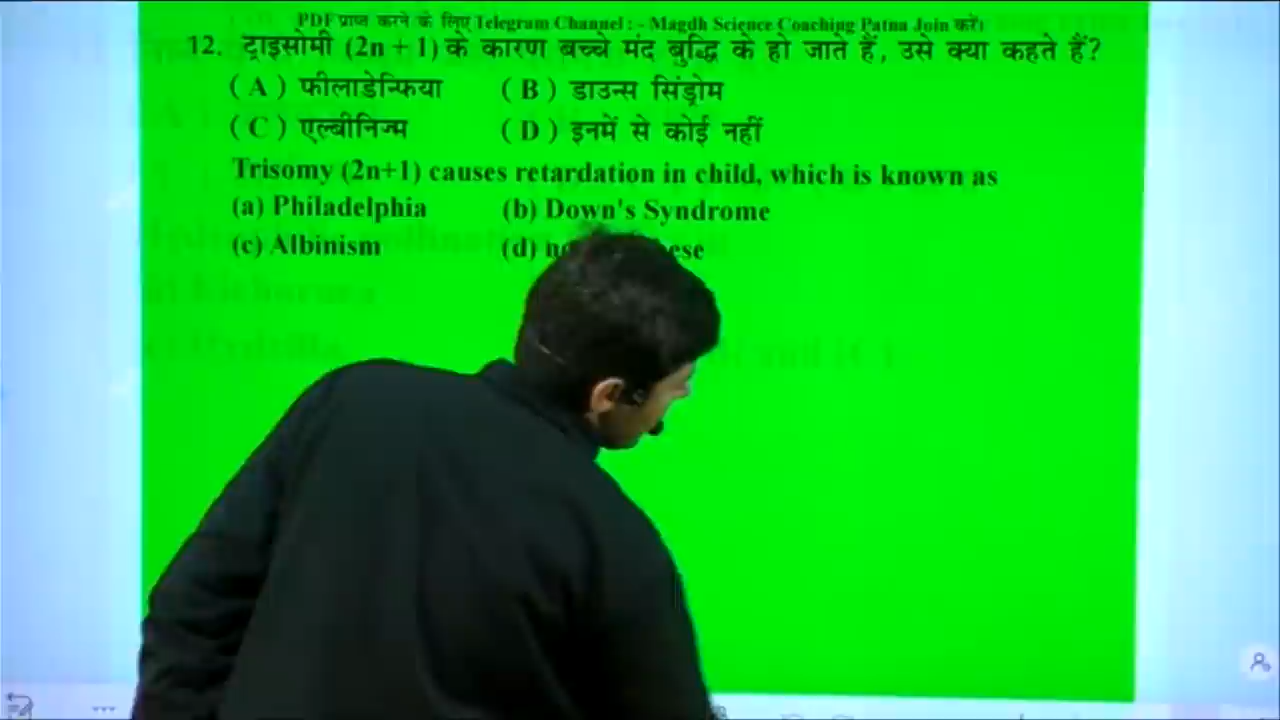 PDF प्राप्त करने के लिए Telegram Channel : - Magdh Science Coaching Patna Join करें।
12. ट्राइसोमी (2n + 1) के कारण बच्चे मंद बुद्धि के हो जाते हैं, उसे क्या कहते हैं?
( A ) फीलाडेन्फिया ( B ) डाउन्स सिंड्रोम
( C ) एल्बीनिज्म ( D ) इनमें से कोई नहीं
Trisomy (2n+1) causes retardation in child, which is known as
(a) Philadelphia (b) Down's Syndrome
(c) Albinism (d)